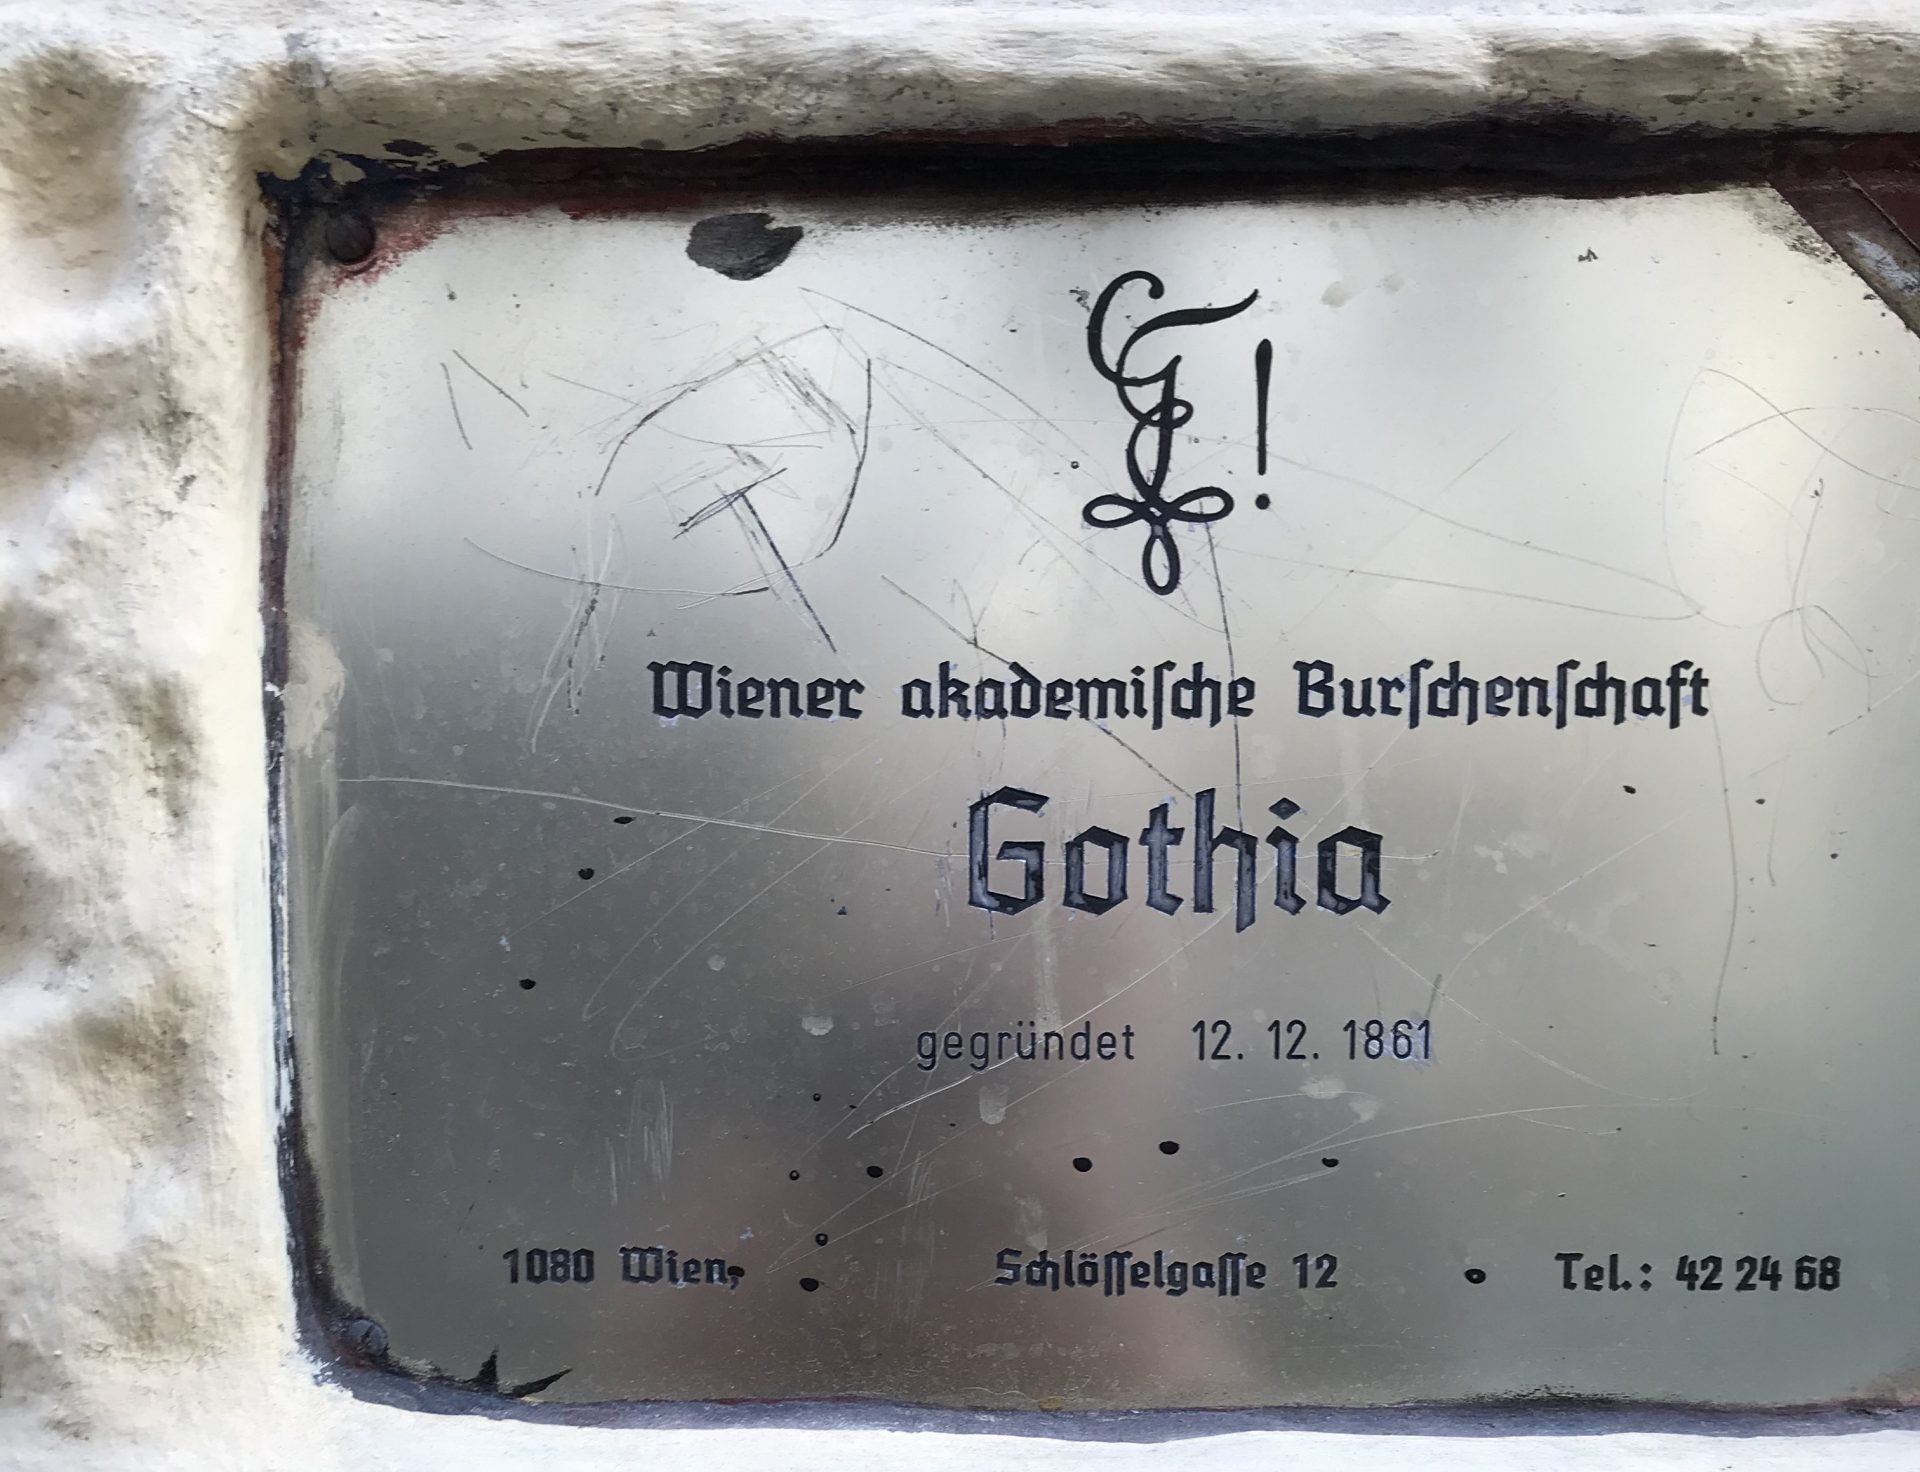 Wiener akademiſche Burſchenſchaft
Gothia
gegründet 12. 12. 1861
1080 Wien, Schlöſſelgaſſe 12 • Tel.: 42 24 68